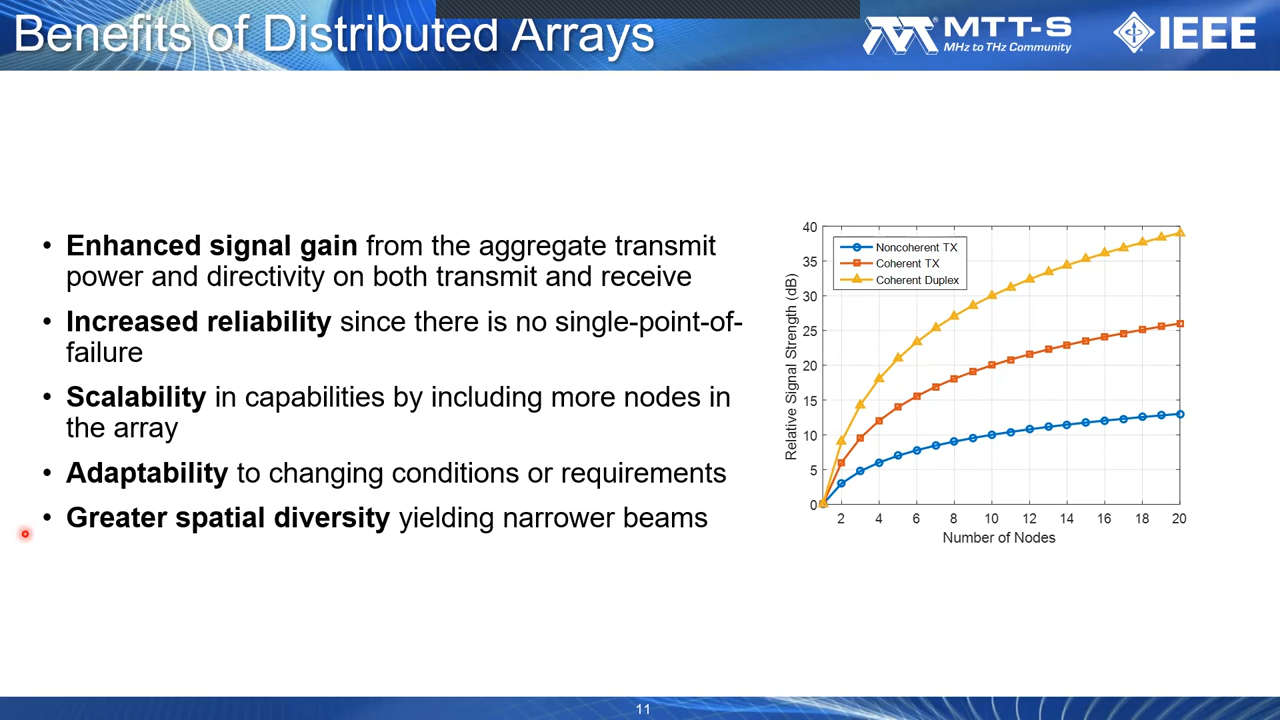 Benefits of Distributed Arrays
MTT-S
MHz to THz Community
IEEE
• Enhanced signal gain from the aggregate transmit
power and directivity on both transmit and receive
• Increased reliability since there is no single-point-of-
failure
• Scalability in capabilities by including more nodes in
the array
• Adaptability to changing conditions or requirements
• Greater spatial diversity yielding narrower beams
Relative Signal Strength (dB)
40
35
30
25
20
15
10
5
0
Noncoherent TX
Coherent TX
Coherent Duplex
2 4 6 8 10 12 14 16 18 20
Number of Nodes
11